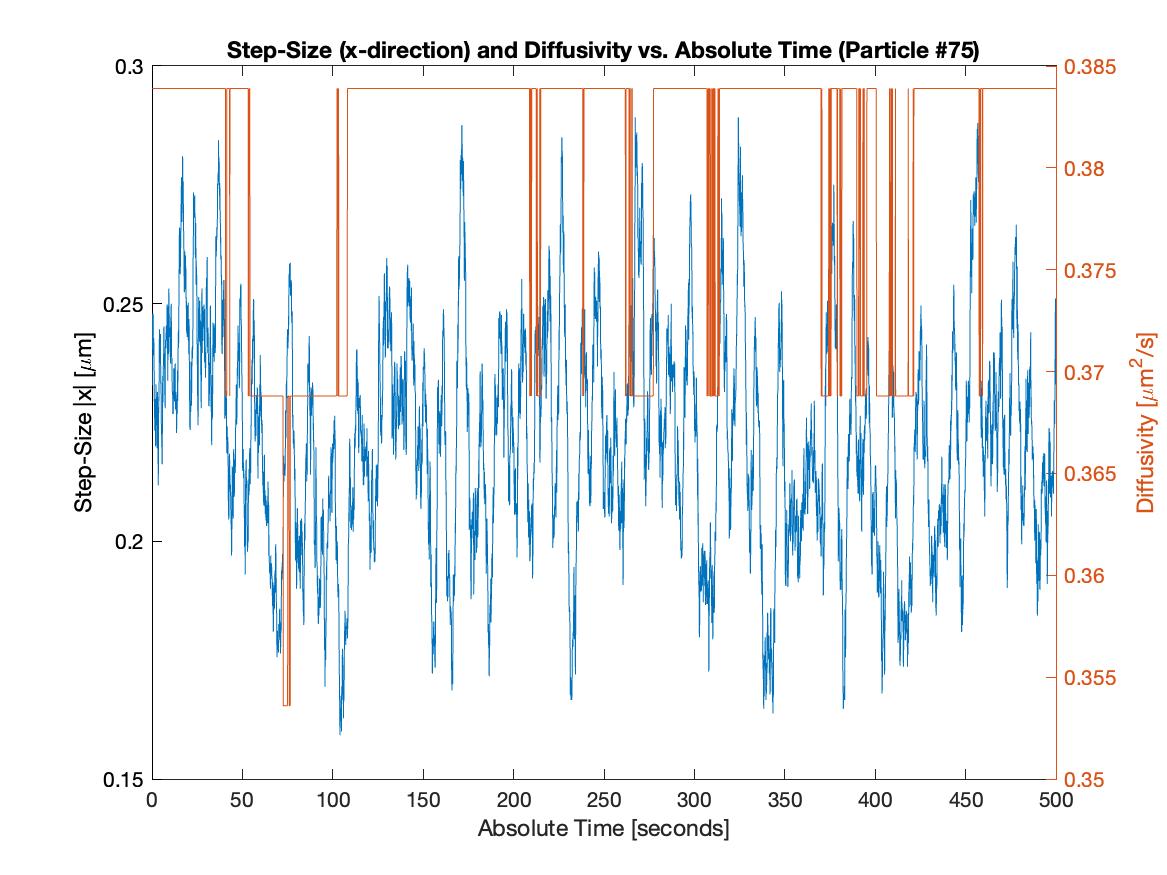 Step-Size (x-direction) and Diffusivity vs. Absolute Time (Particle #75)
0.3
0.25
0.2
0.15
Step-Size |x| [μm]
0.385
0.38
0.375
0.37
0.365
0.36
0.355
0.35
Diffusivity [μm²/s]
0 50 100 150 200 250 300 350 400 450 500
Absolute Time [seconds]